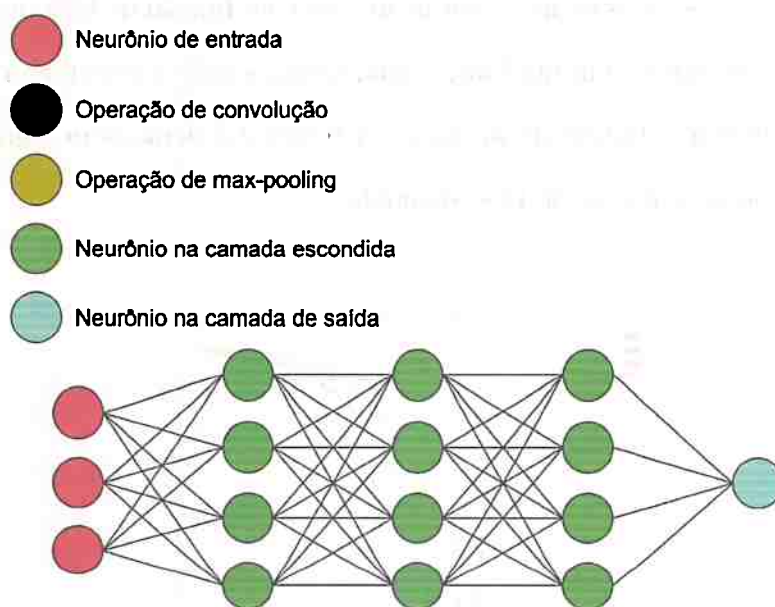 Neurônio de entrada
Operação de convolução
Operação de max-pooling
Neurônio na camada escondida
Neurônio na camada de saída